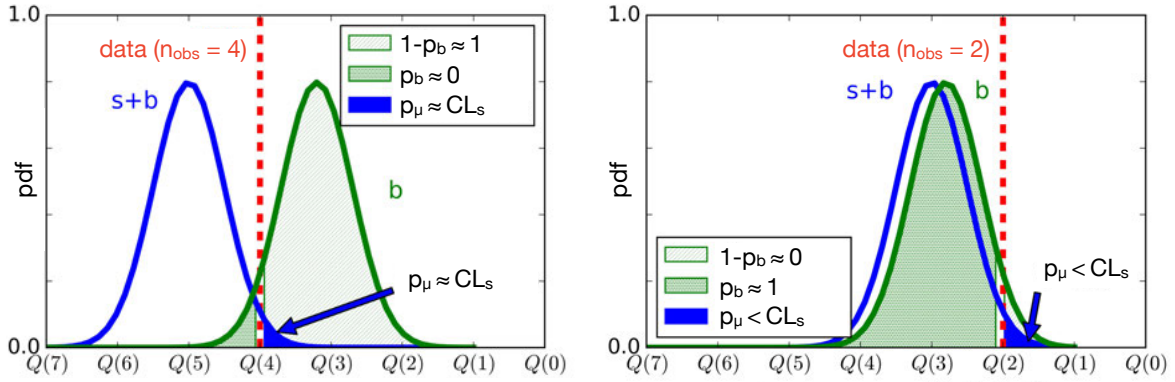 1.0
data (n_obs = 4)
s+b
b
pdf
1-p_b ≈ 1
p_b ≈ 0
p_μ ≈ CL_s
p_μ ≈ CL_s
0.0
Q(7) Q(6) Q(5) Q(4) Q(3) Q(2) Q(1) Q(0)
1.0
data (n_obs = 2)
s+b
b
pdf
1-p_b ≈ 0
p_b ≈ 1
p_μ < CL_s
p_μ < CL_s
0.0
Q(7) Q(6) Q(5) Q(4) Q(3) Q(2) Q(1) Q(0)